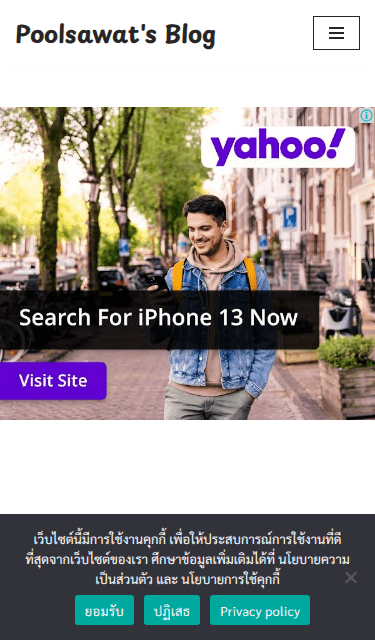 Poolsawat's Blog
yahoo!
Search For iPhone 13 Now
Visit Site
เว็บไซต์นี้มีการใช้งานคุกกี้ เพื่อให้ประสบการณ์การใช้งานที่ดี
ที่สุดจากเว็บไซต์ของเรา ศึกษาข้อมูลเพิ่มเติมได้ที่ นโยบายความ
เป็นส่วนตัว และ นโยบายการใช้คุกกี้
ยอมรับ ปฏิเสธ Privacy policy